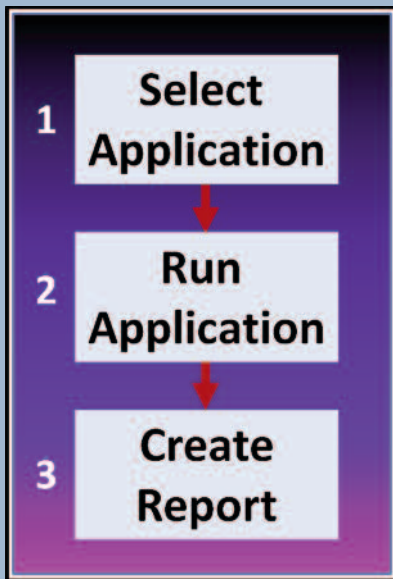 1
Select
Application
2
Run
Application
3
Create
Report